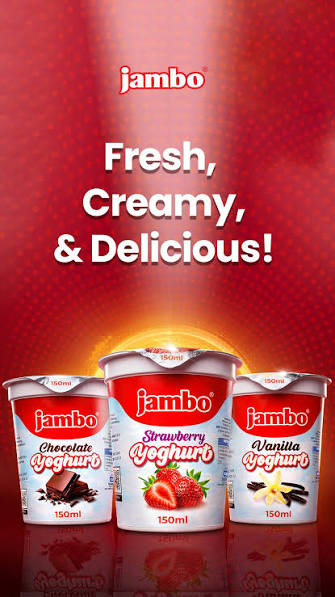 jambo®
Fresh,
Creamy,
& Delicious!
150ml
jambo®
Chocolate
Yoghurt
150ml
150ml
jambo®
Strawberry
Yoghurt
150ml
150ml
jambo®
Vanilla
Yoghurt
150ml